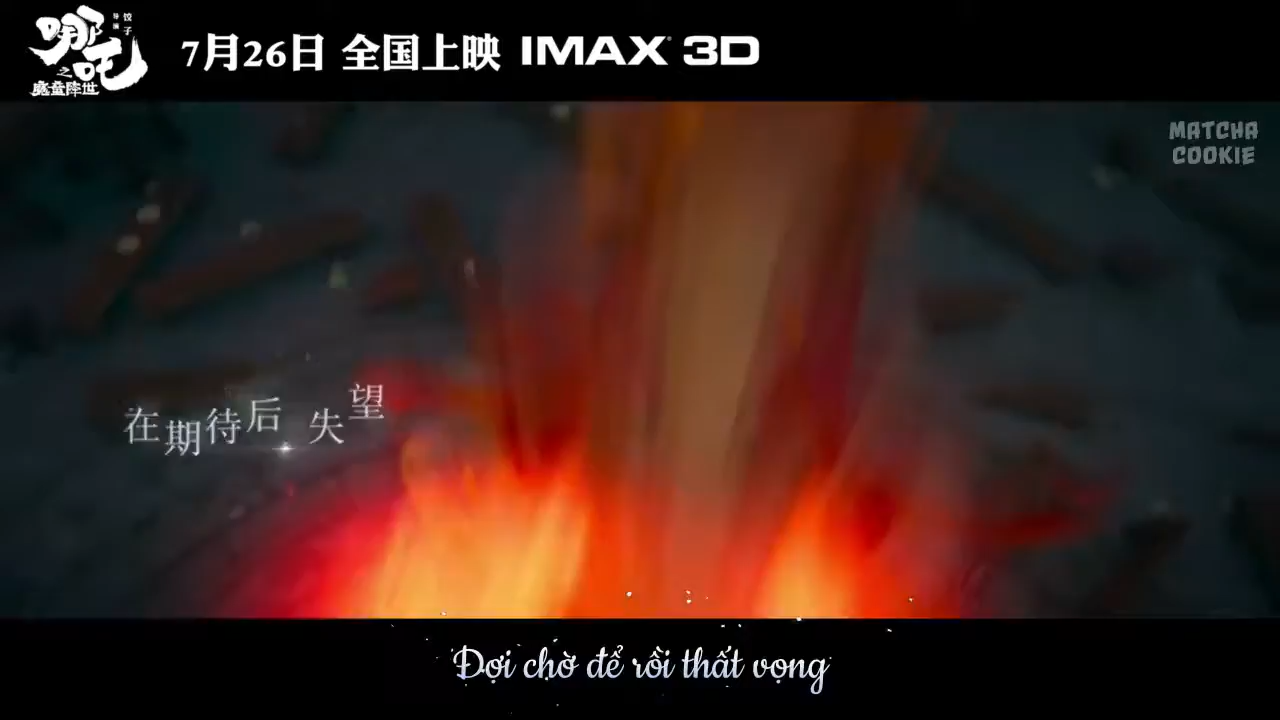 哪吒
导演 饺子
之
魔童降世
7月26日 全国上映 IMAX 3D
MATCHA
COOKIE
在期待后 失望
Đợi chờ để rồi thất vọng